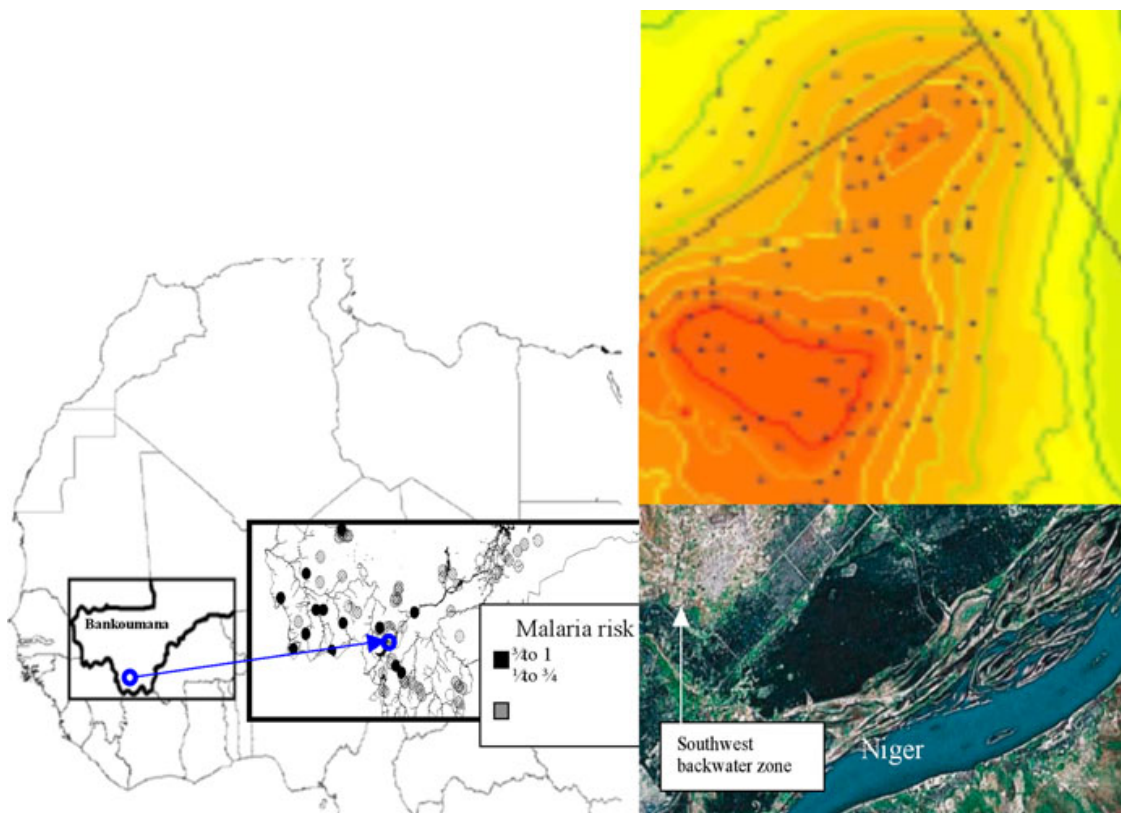 Bankoumana
Malaria risk
¾to 1
½to ¾
Southwest
backwater zone
Niger